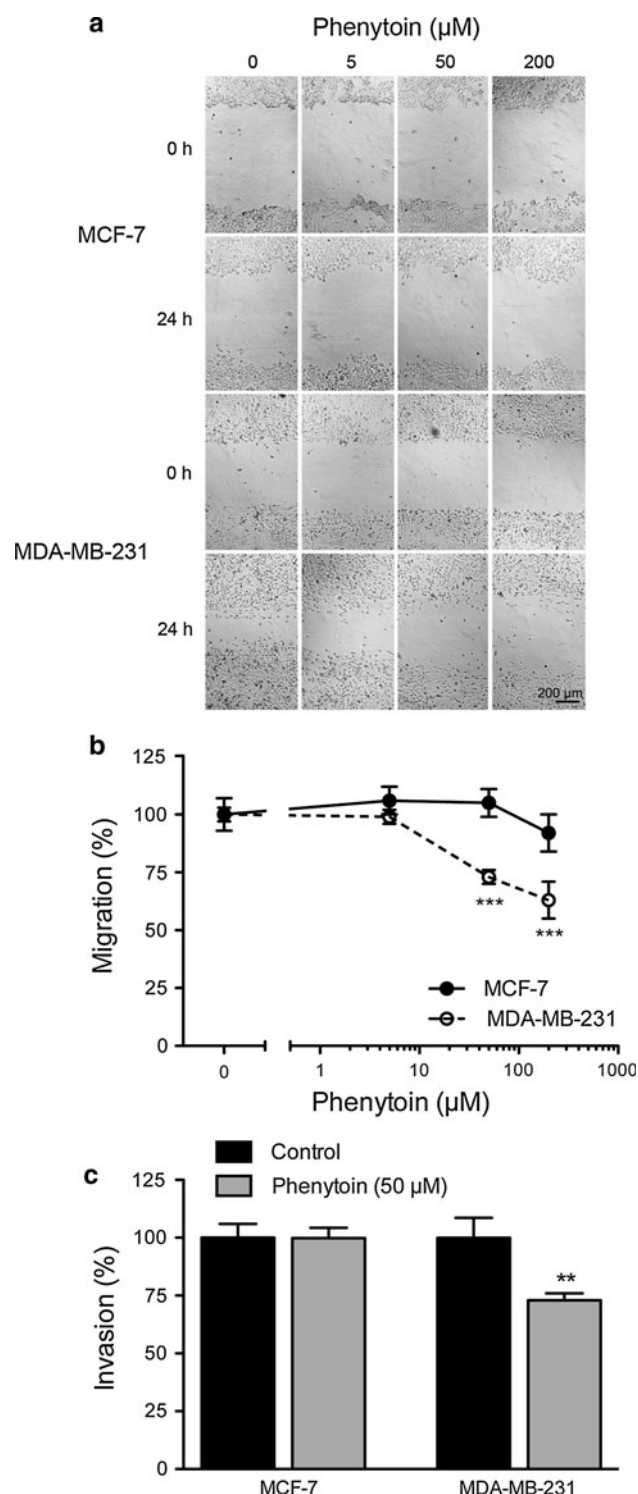 a
Phenytoin (µM)
0 5 50 200
0 h
MCF-7
24 h
0 h
MDA-MB-231
24 h
200 µm
b
125
100
75
50
25
0
Migration (%)
***
***
MCF-7
MDA-MB-231
0 1 10 100 1000
Phenytoin (µM)
c
Control
Phenytoin (50 µM)
125
100
75
50
25
0
Invasion (%)
**
MCF-7 MDA-MB-231